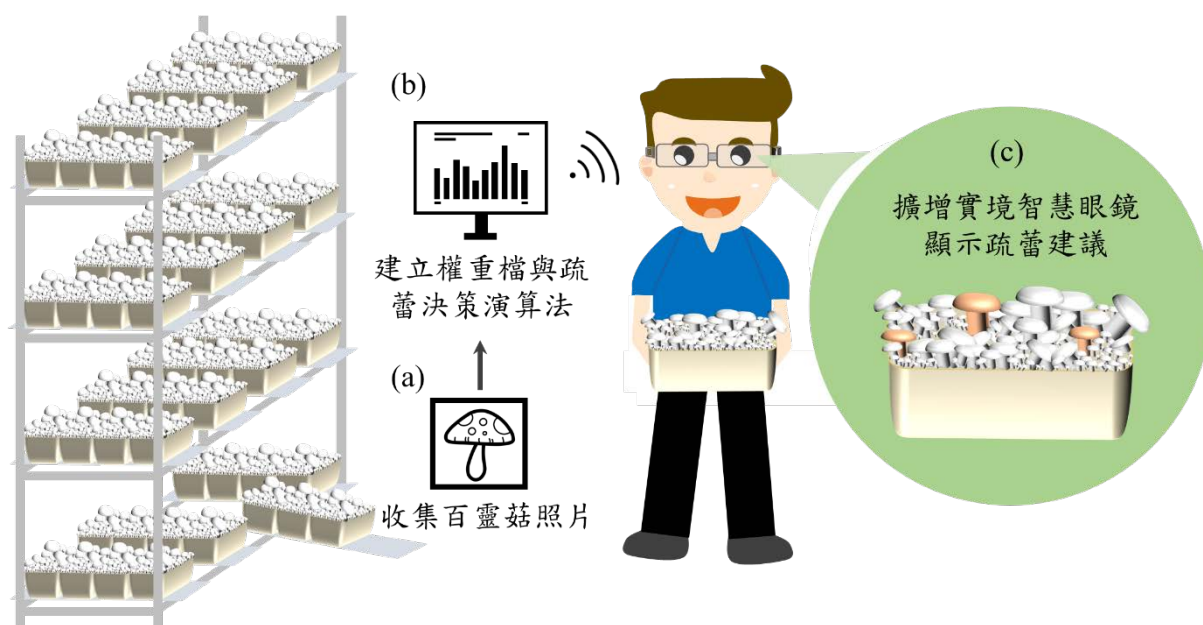 (a)
收集百靈菇照片
(b)
建立權重檔與疏
蕾決策演算法
(c)
擴增實境智慧眼鏡
顯示疏蕾建議